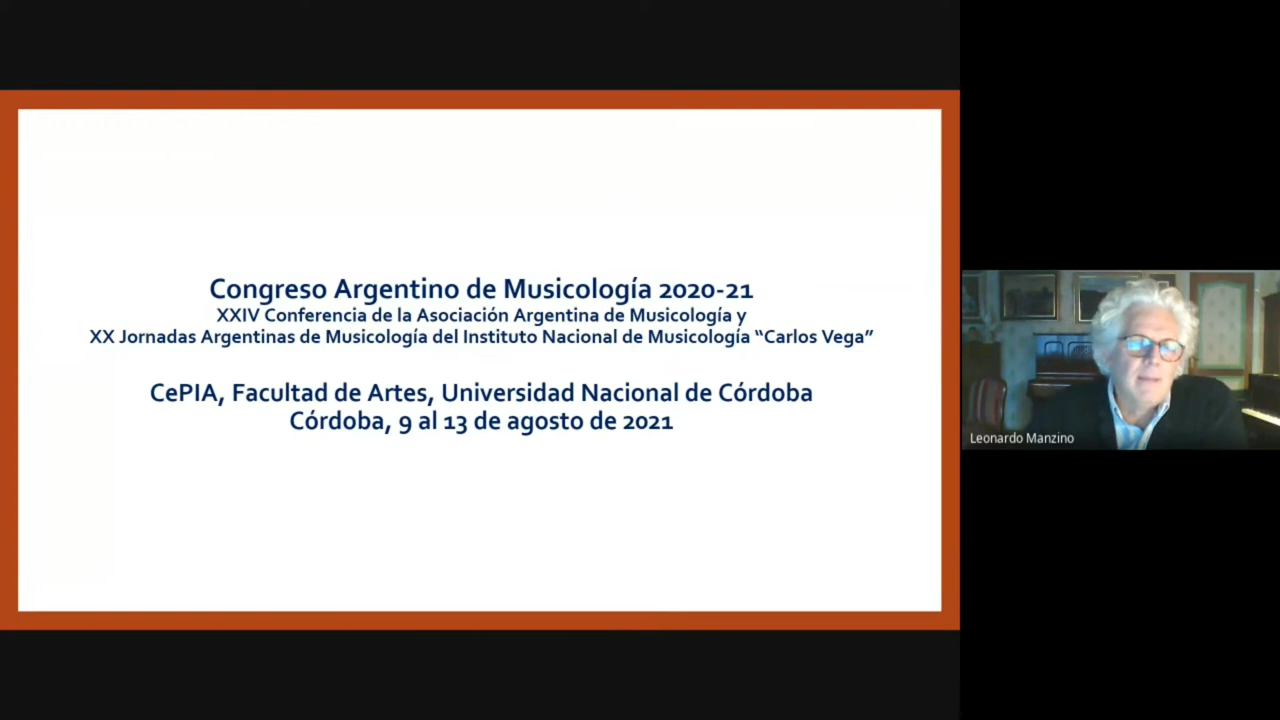 Congreso Argentino de Musicología 2020-21
XXIV Conferencia de la Asociación Argentina de Musicología y
XX Jornadas Argentinas de Musicología del Instituto Nacional de Musicología “Carlos Vega”
CePIA, Facultad de Artes, Universidad Nacional de Córdoba
Córdoba, 9 al 13 de agosto de 2021
Leonardo Manzino